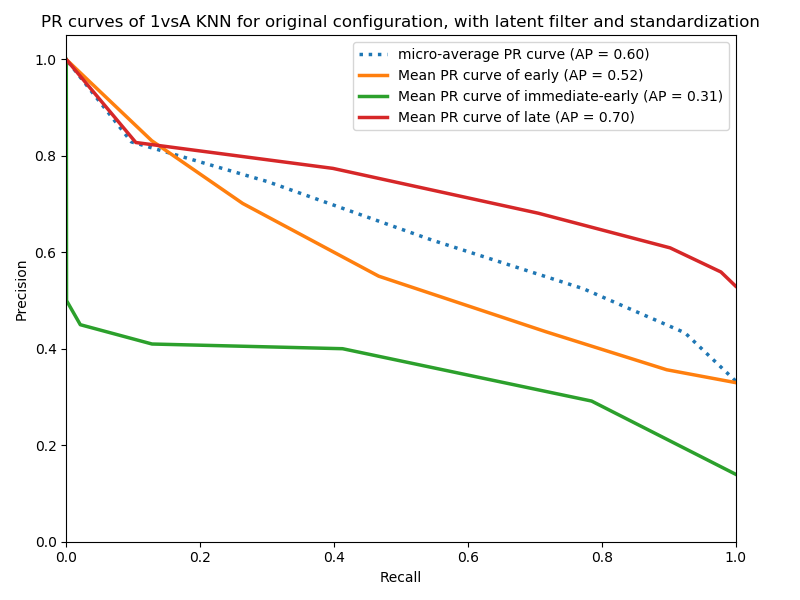 PR curves of 1vsA KNN for original configuration, with latent filter and standardization
micro-average PR curve (AP = 0.60)
Mean PR curve of early (AP = 0.52)
Mean PR curve of immediate-early (AP = 0.31)
Mean PR curve of late (AP = 0.70)
Precision
1.0
0.8
0.6
0.4
0.2
0.0
0.0 0.2 0.4 0.6 0.8 1.0
Recall